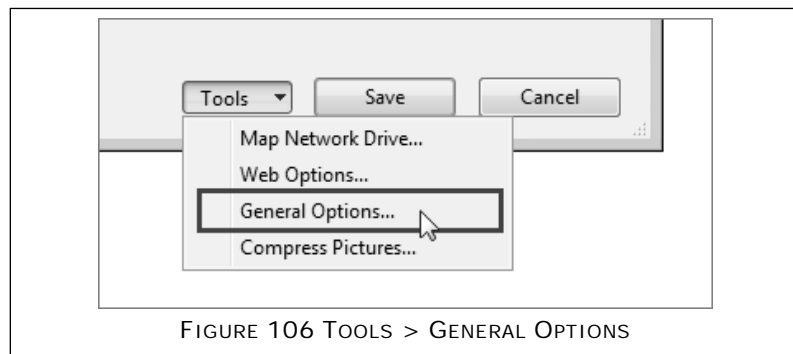 Tools Save Cancel
Map Network Drive...
Web Options...
General Options...
Compress Pictures...
FIGURE 106 TOOLS > GENERAL OPTIONS